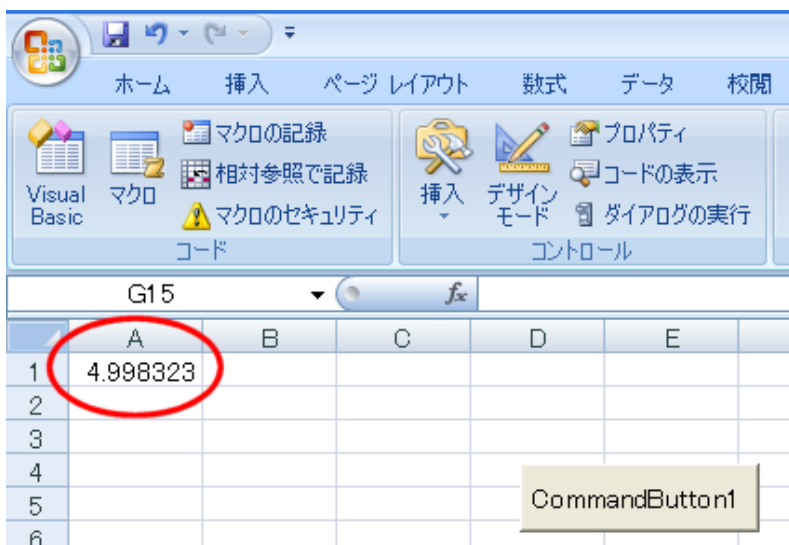 ホーム 挿入 ページ レイアウト 数式 データ 校閲
Visual Basic
マクロ
マクロの記録
相対参照で記録
マクロのセキュリティ
コード
挿入
デザイン モード
プロパティ
コードの表示
ダイアログの実行
コントロール
G15 fx
A B C D E
1 4.998323
2
3
4
5
6
CommandButton1